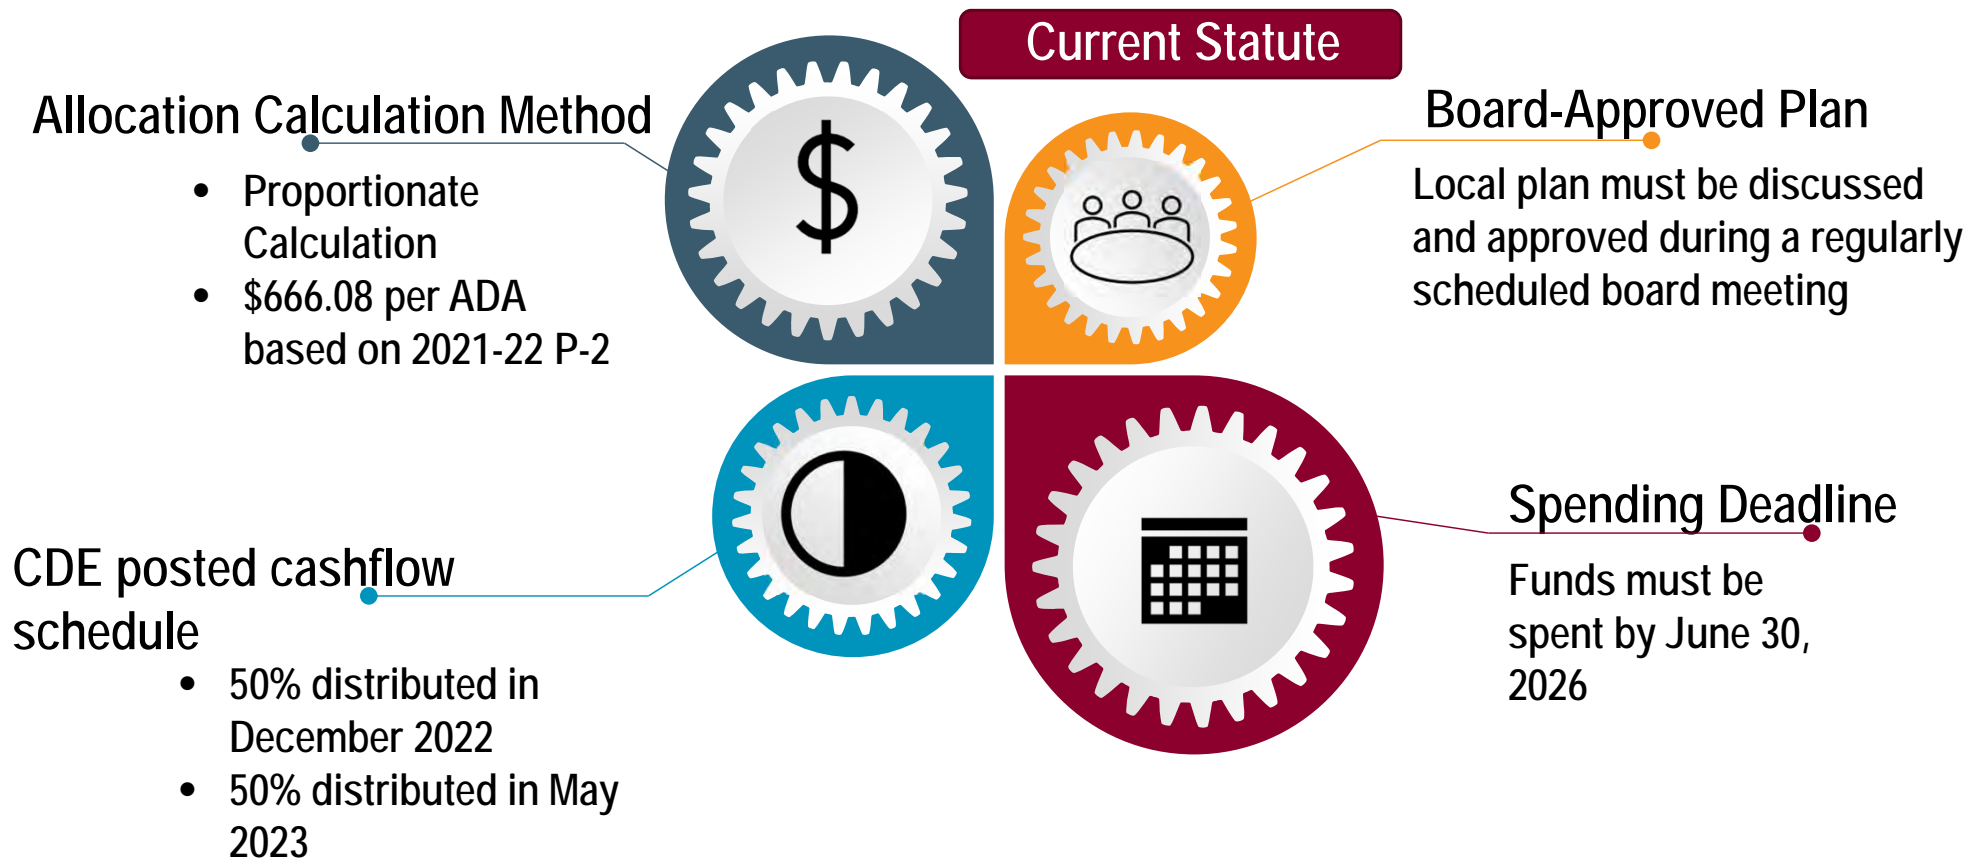 Current Statute
Allocation Calculation Method
• Proportionate
Calculation
• $666.08 per ADA
based on 2021-22 P-2
Board-Approved Plan
Local plan must be discussed
and approved during a regularly
scheduled board meeting
CDE posted cashflow
schedule
• 50% distributed in
December 2022
• 50% distributed in May
2023
Spending Deadline
Funds must be
spent by June 30,
2026